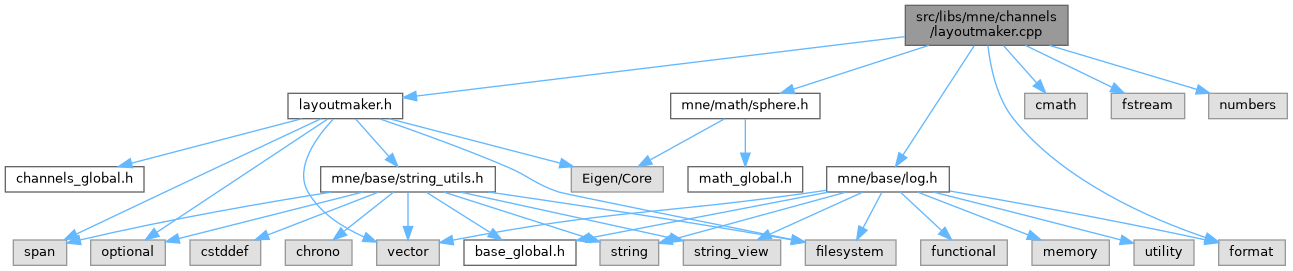 src/libs/mne/channels
/layoutmaker.cpp
layoutmaker.h
mne/math/sphere.h
cmath
fstream
numbers
channels_global.h
mne/base/string_utils.h
Eigen/Core
math_global.h
mne/base/log.h
span
optional
cstddef
chrono
vector
base_global.h
string
string_view
filesystem
functional
memory
utility
format